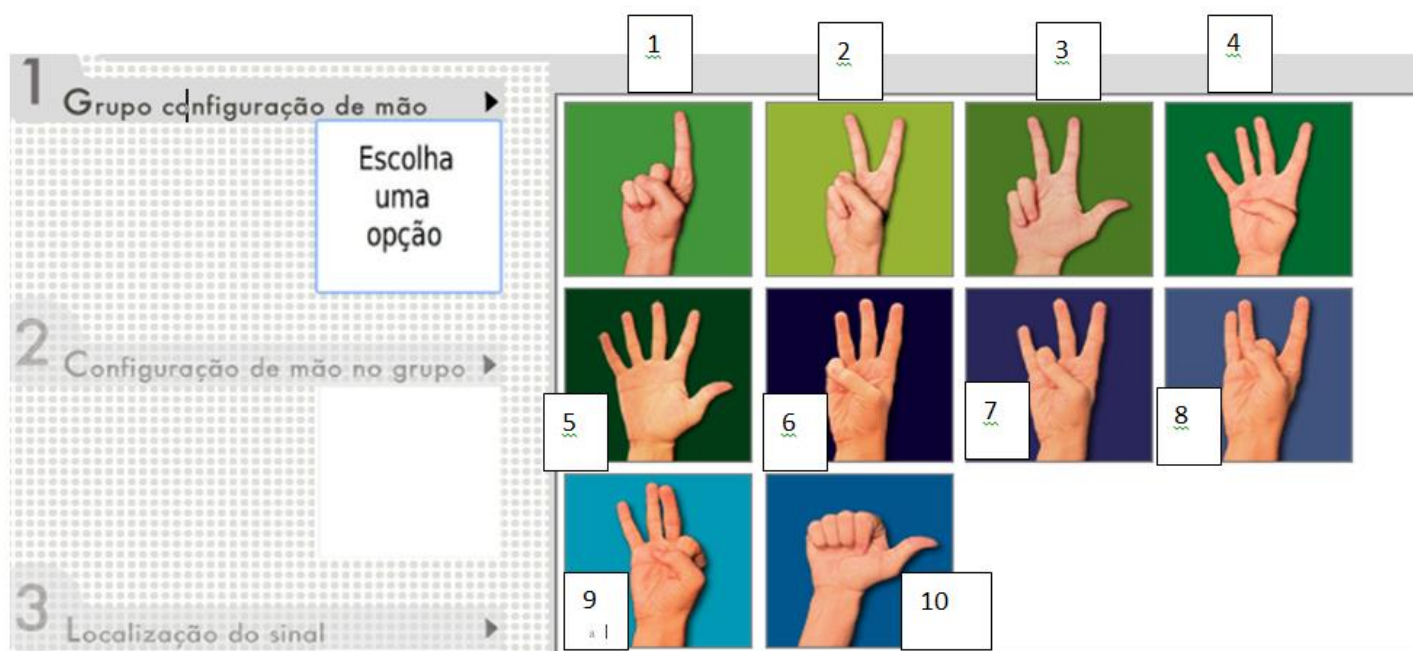 1 2 3 4
1 Grupo configuração de mão
Escolha
uma
opção
2 Configuração de mão no grupo
5 6 7 8
3 Localização do sinal
9 10
a